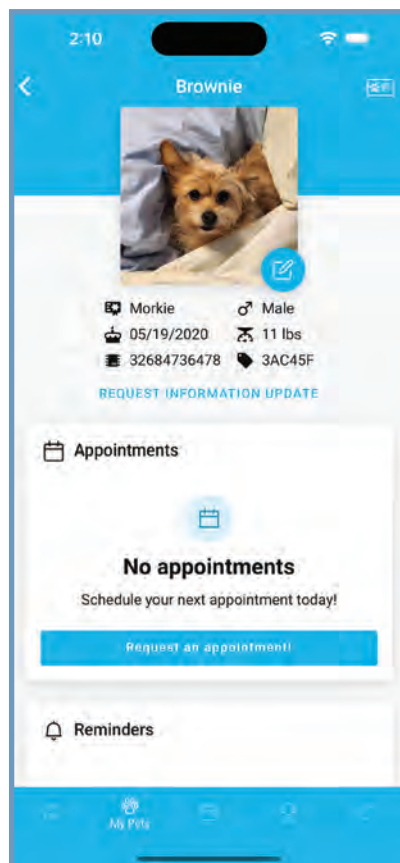 2:10
Brownie
Morkie Male
05/19/2020 11 lbs
32684736478 3AC45F
REQUEST INFORMATION UPDATE
Appointments
No appointments
Schedule your next appointment today!
Request an appointment!
Reminders
My Pets